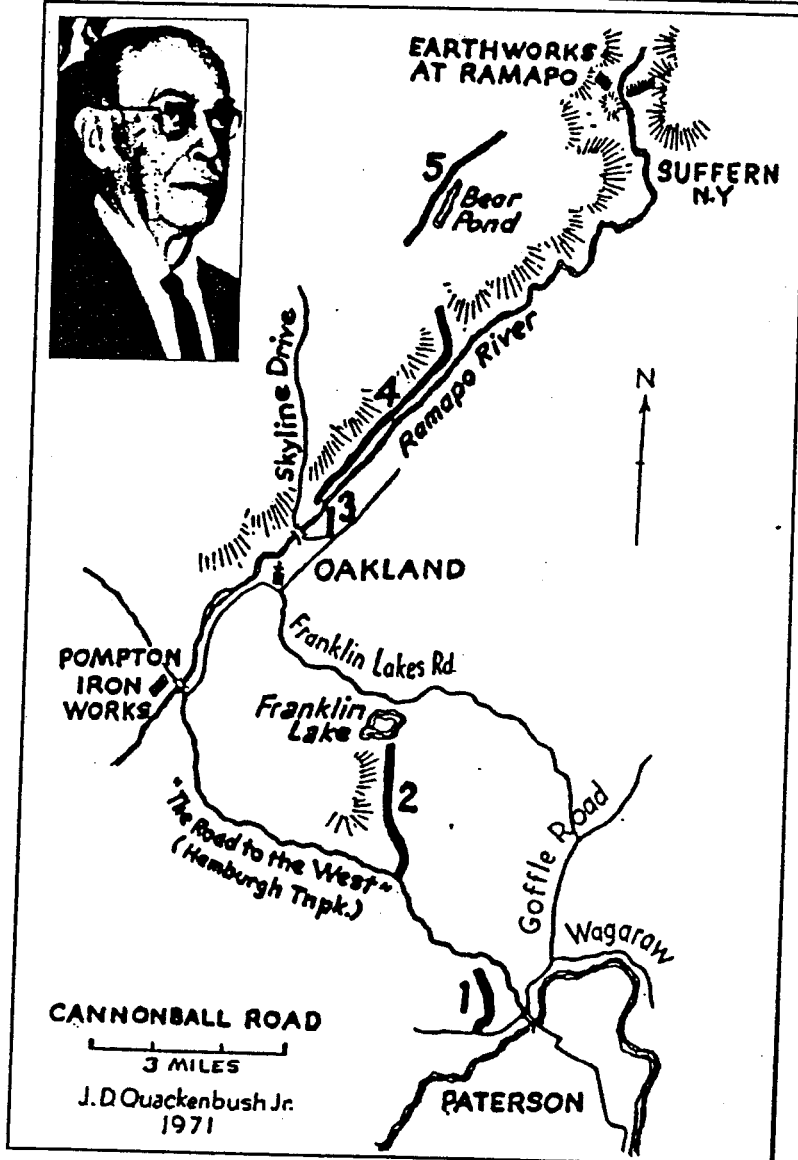 EARTHWORKS
AT RAMAPO
SUFFERN
N.Y
5
Bear
Pond
Skyline Drive
4
Ramapo River
N
3
OAKLAND
Franklin Lakes Rd.
POMPTON
IRON
WORKS
Franklin
Lake
2
"The Road to the West"
(Hamburgh Tnpk.)
Goffle Road
Wagaraw
1
CANNONBALL ROAD
3 MILES
J.D. Quackenbush Jr.
1971
PATERSON